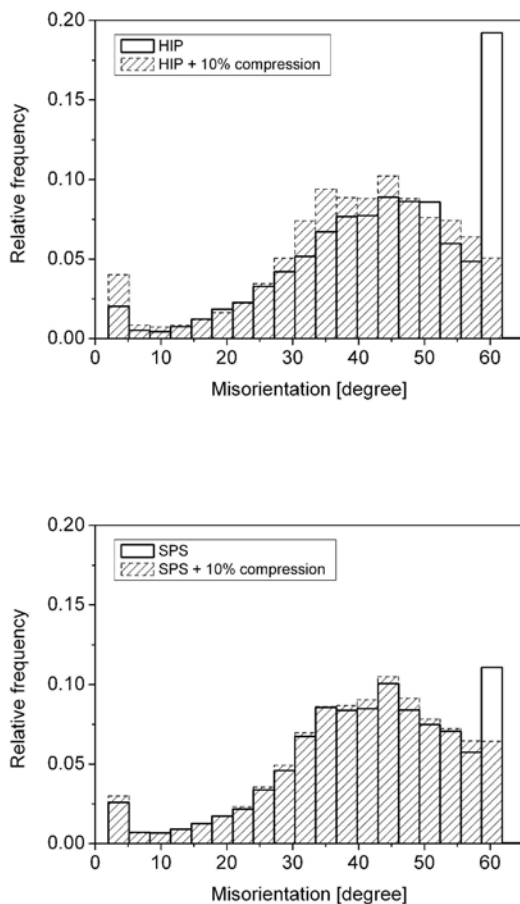 0.20
HIP
HIP + 10% compression
0.15
Relative frequency
0.10
0.05
0.00
0 10 20 30 40 50 60
Misorientation [degree]
0.20
SPS
SPS + 10% compression
0.15
Relative frequency
0.10
0.05
0.00
0 10 20 30 40 50 60
Misorientation [degree]